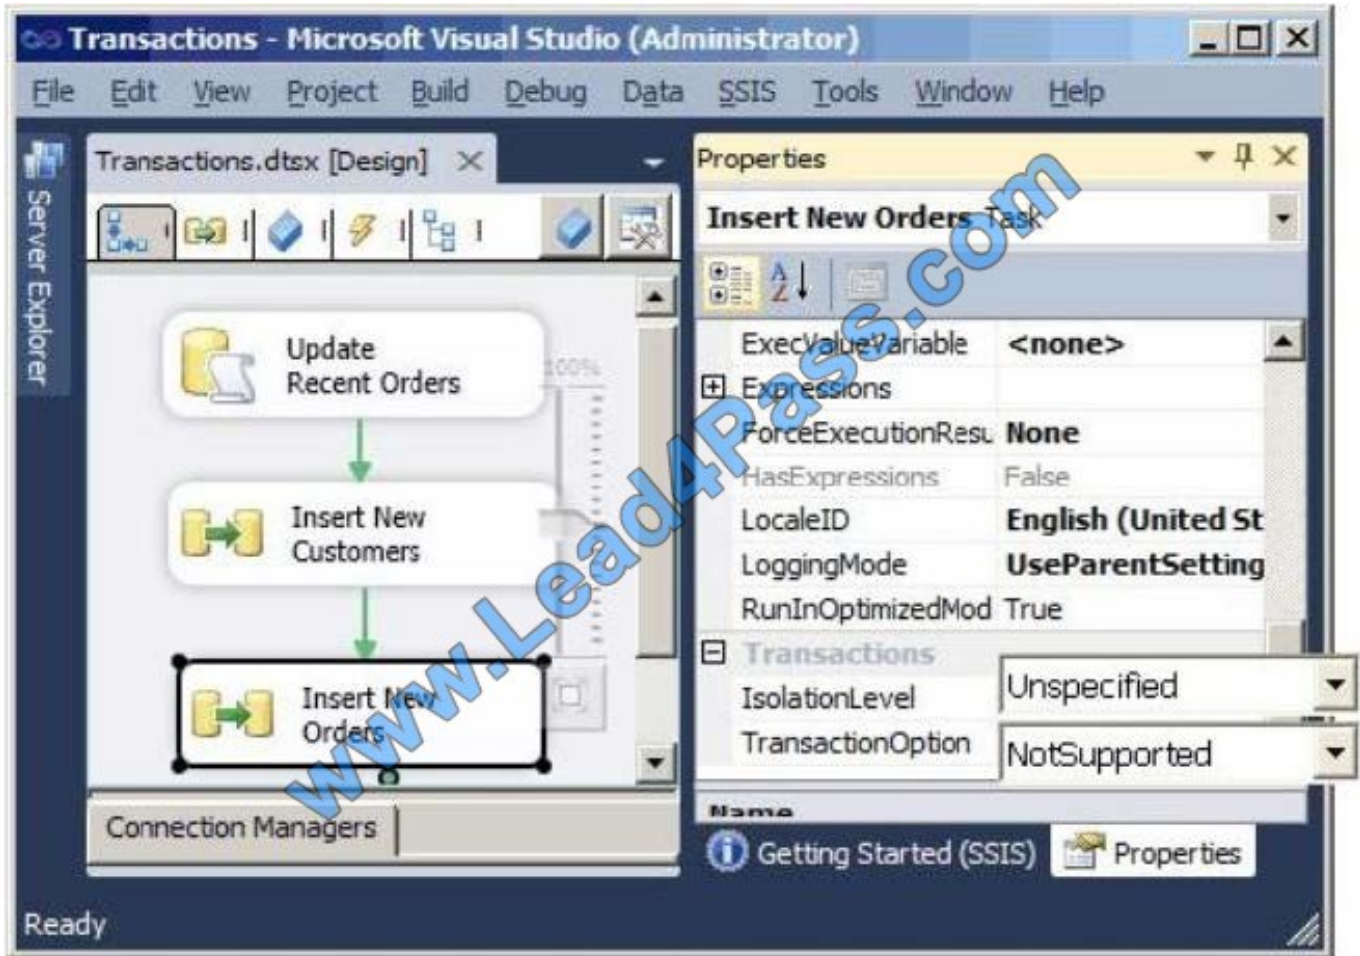 Transactions - Microsoft Visual Studio (Administrator)
File Edit View Project Build Debug Data SSIS Tools Window Help
Server Explorer
Transactions.dtsx [Design]
Update
Recent Orders
100%
Insert New
Customers
Insert New
Orders
Connection Managers
Properties
Insert New Orders Task
ExecValueVariable <none>
Expressions
ForceExecutionResu None
HasExpressions False
LocaleID English (United St
LoggingMode UseParentSetting
RunInOptimizedMod True
Transactions
IsolationLevel Unspecified
TransactionOption NotSupported
Name
Getting Started (SSIS) Properties
Ready
www.Lead4Pass.com